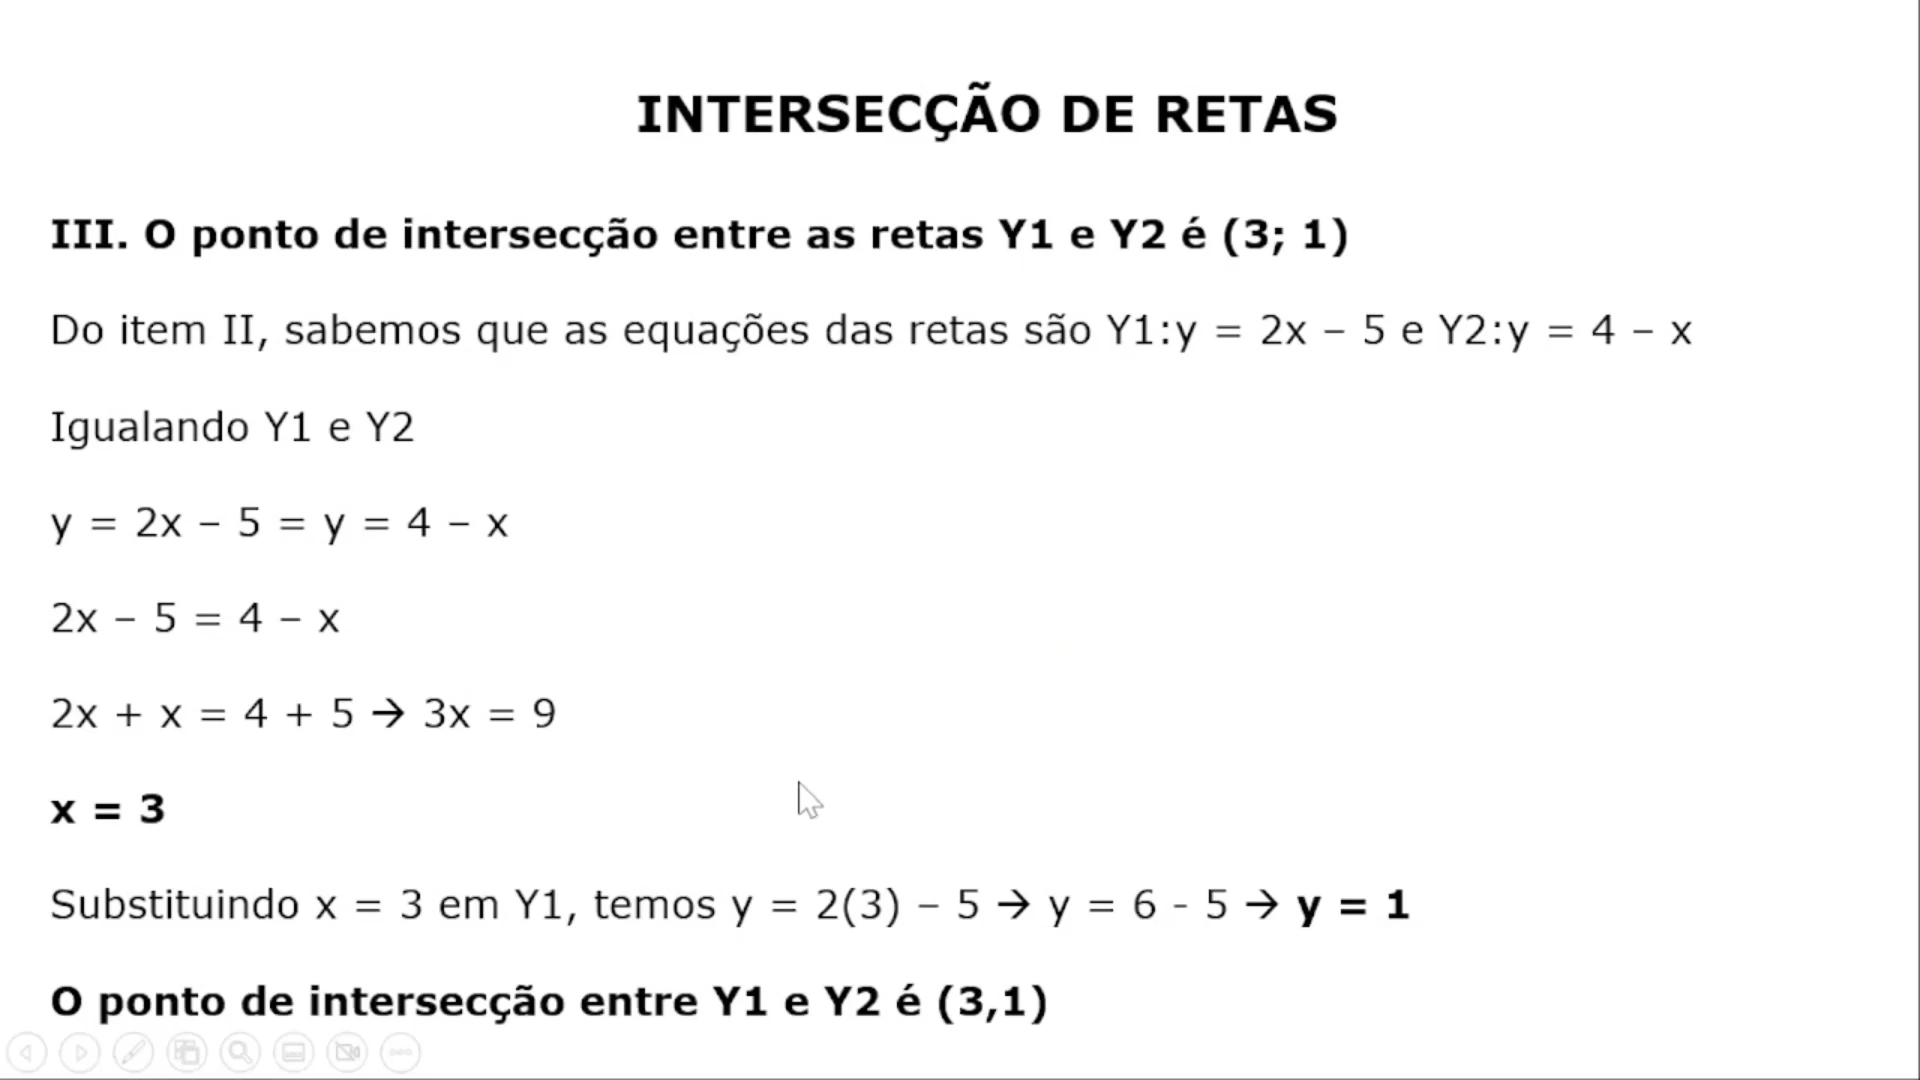 INTERSECÇÃO DE RETAS
III. O ponto de intersecção entre as retas Y1 e Y2 é (3; 1)
Do item II, sabemos que as equações das retas são Y1:y = 2x – 5 e Y2:y = 4 – x
Igualando Y1 e Y2
y = 2x – 5 = y = 4 – x
2x – 5 = 4 – x
2x + x = 4 + 5 → 3x = 9
x = 3
Substituindo x = 3 em Y1, temos y = 2(3) – 5 → y = 6 - 5 → y = 1
O ponto de intersecção entre Y1 e Y2 é (3,1)